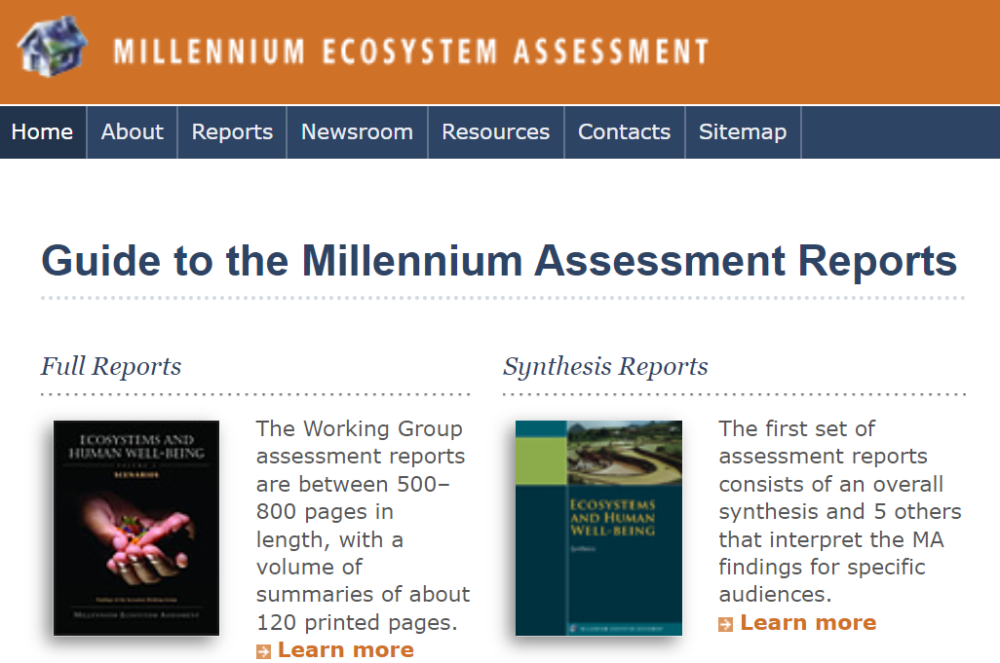 MILLENNIUM ECOSYSTEM ASSESSMENT
Home
About
Reports
Newsroom
Resources
Contacts
Sitemap
Guide to the Millennium Assessment Reports
Full Reports
ECOSYSTEMS AND
HUMAN WELL-BEING
SCENARIOS
MILLENNIUM ECOSYSTEM ASSESSMENT
The Working Group
assessment reports
are between 500–
800 pages in
length, with a
volume of
summaries of about
120 printed pages.
Learn more
Synthesis Reports
ECOSYSTEMS
AND HUMAN
WELL-BEING
Synthesis
MILLENNIUM ECOSYSTEM ASSESSMENT
The first set of
assessment reports
consists of an overall
synthesis and 5 others
that interpret the MA
findings for specific
audiences.
Learn more